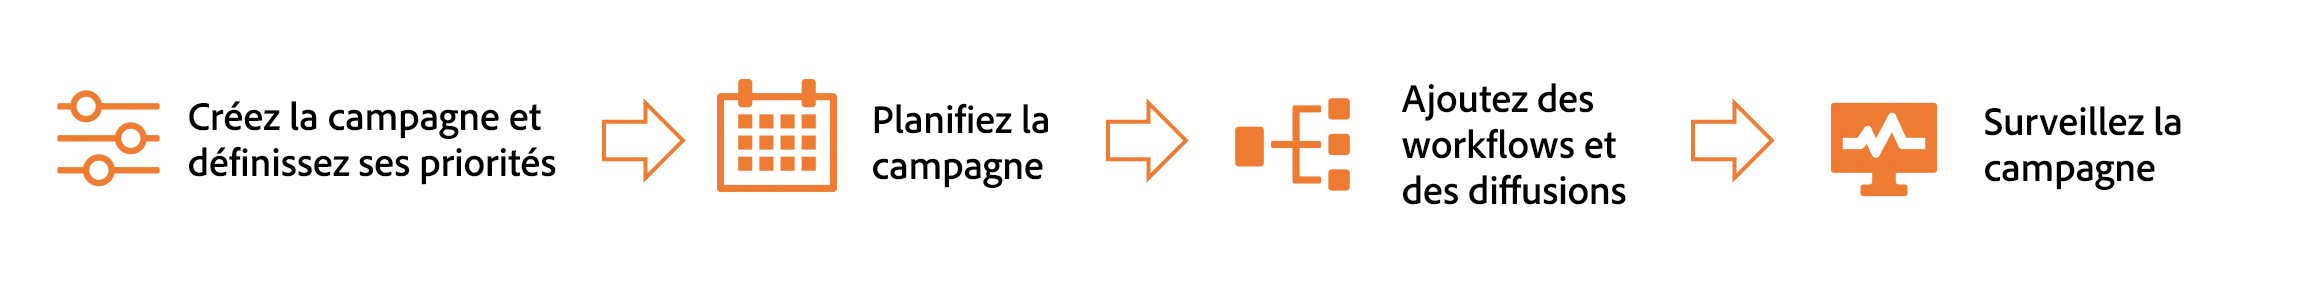 Créez la campagne et
définissez ses priorités
Planifiez la
campagne
Ajoutez des
workflows et
des diffusions
Surveillez la
campagne